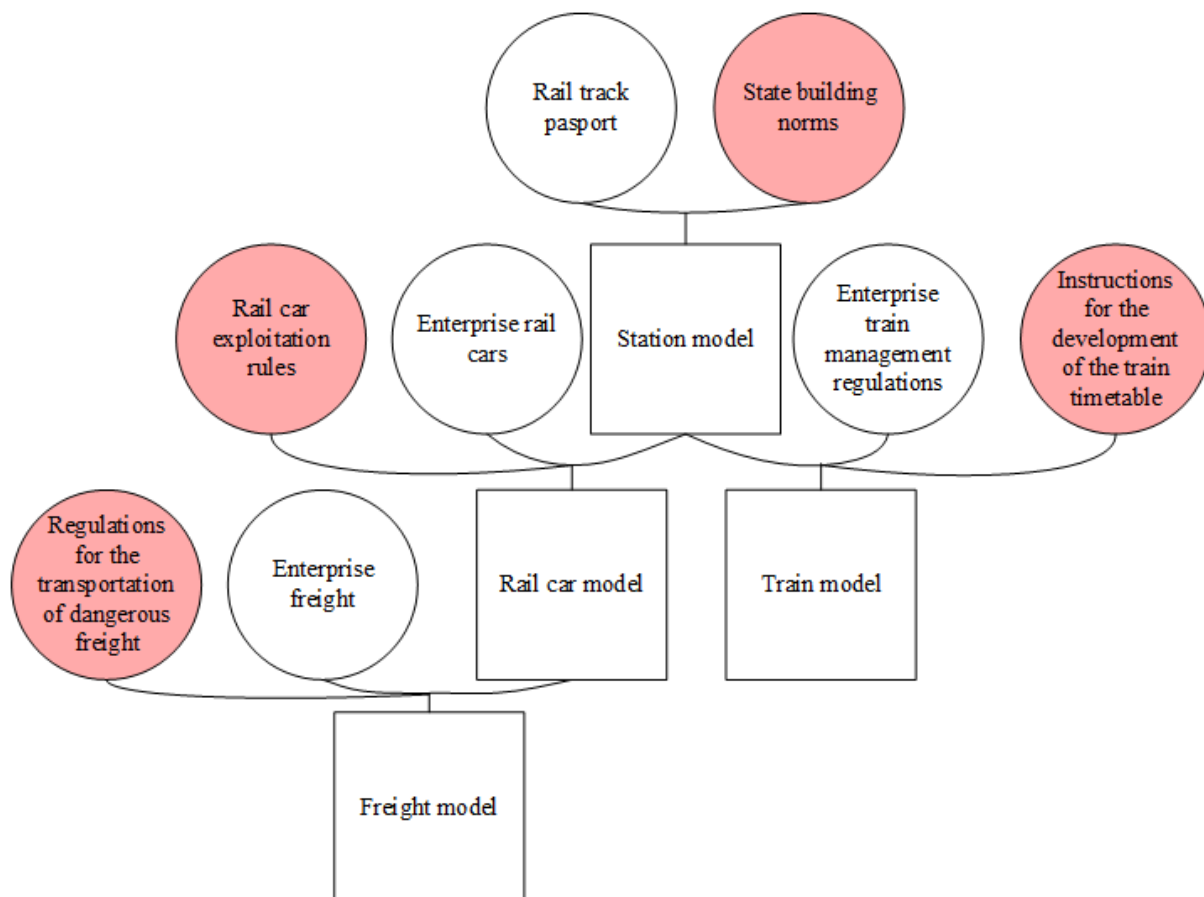 Rail track
pasport
State building
norms
Rail car
exploitation
rules
Enterprise rail
cars
Station model
Enterprise
train
management
regulations
Instructions
for the
development
of the train
timetable
Regulations
for the
transportation
of dangerous
freight
Enterprise
freight
Rail car model
Train model
Freight model